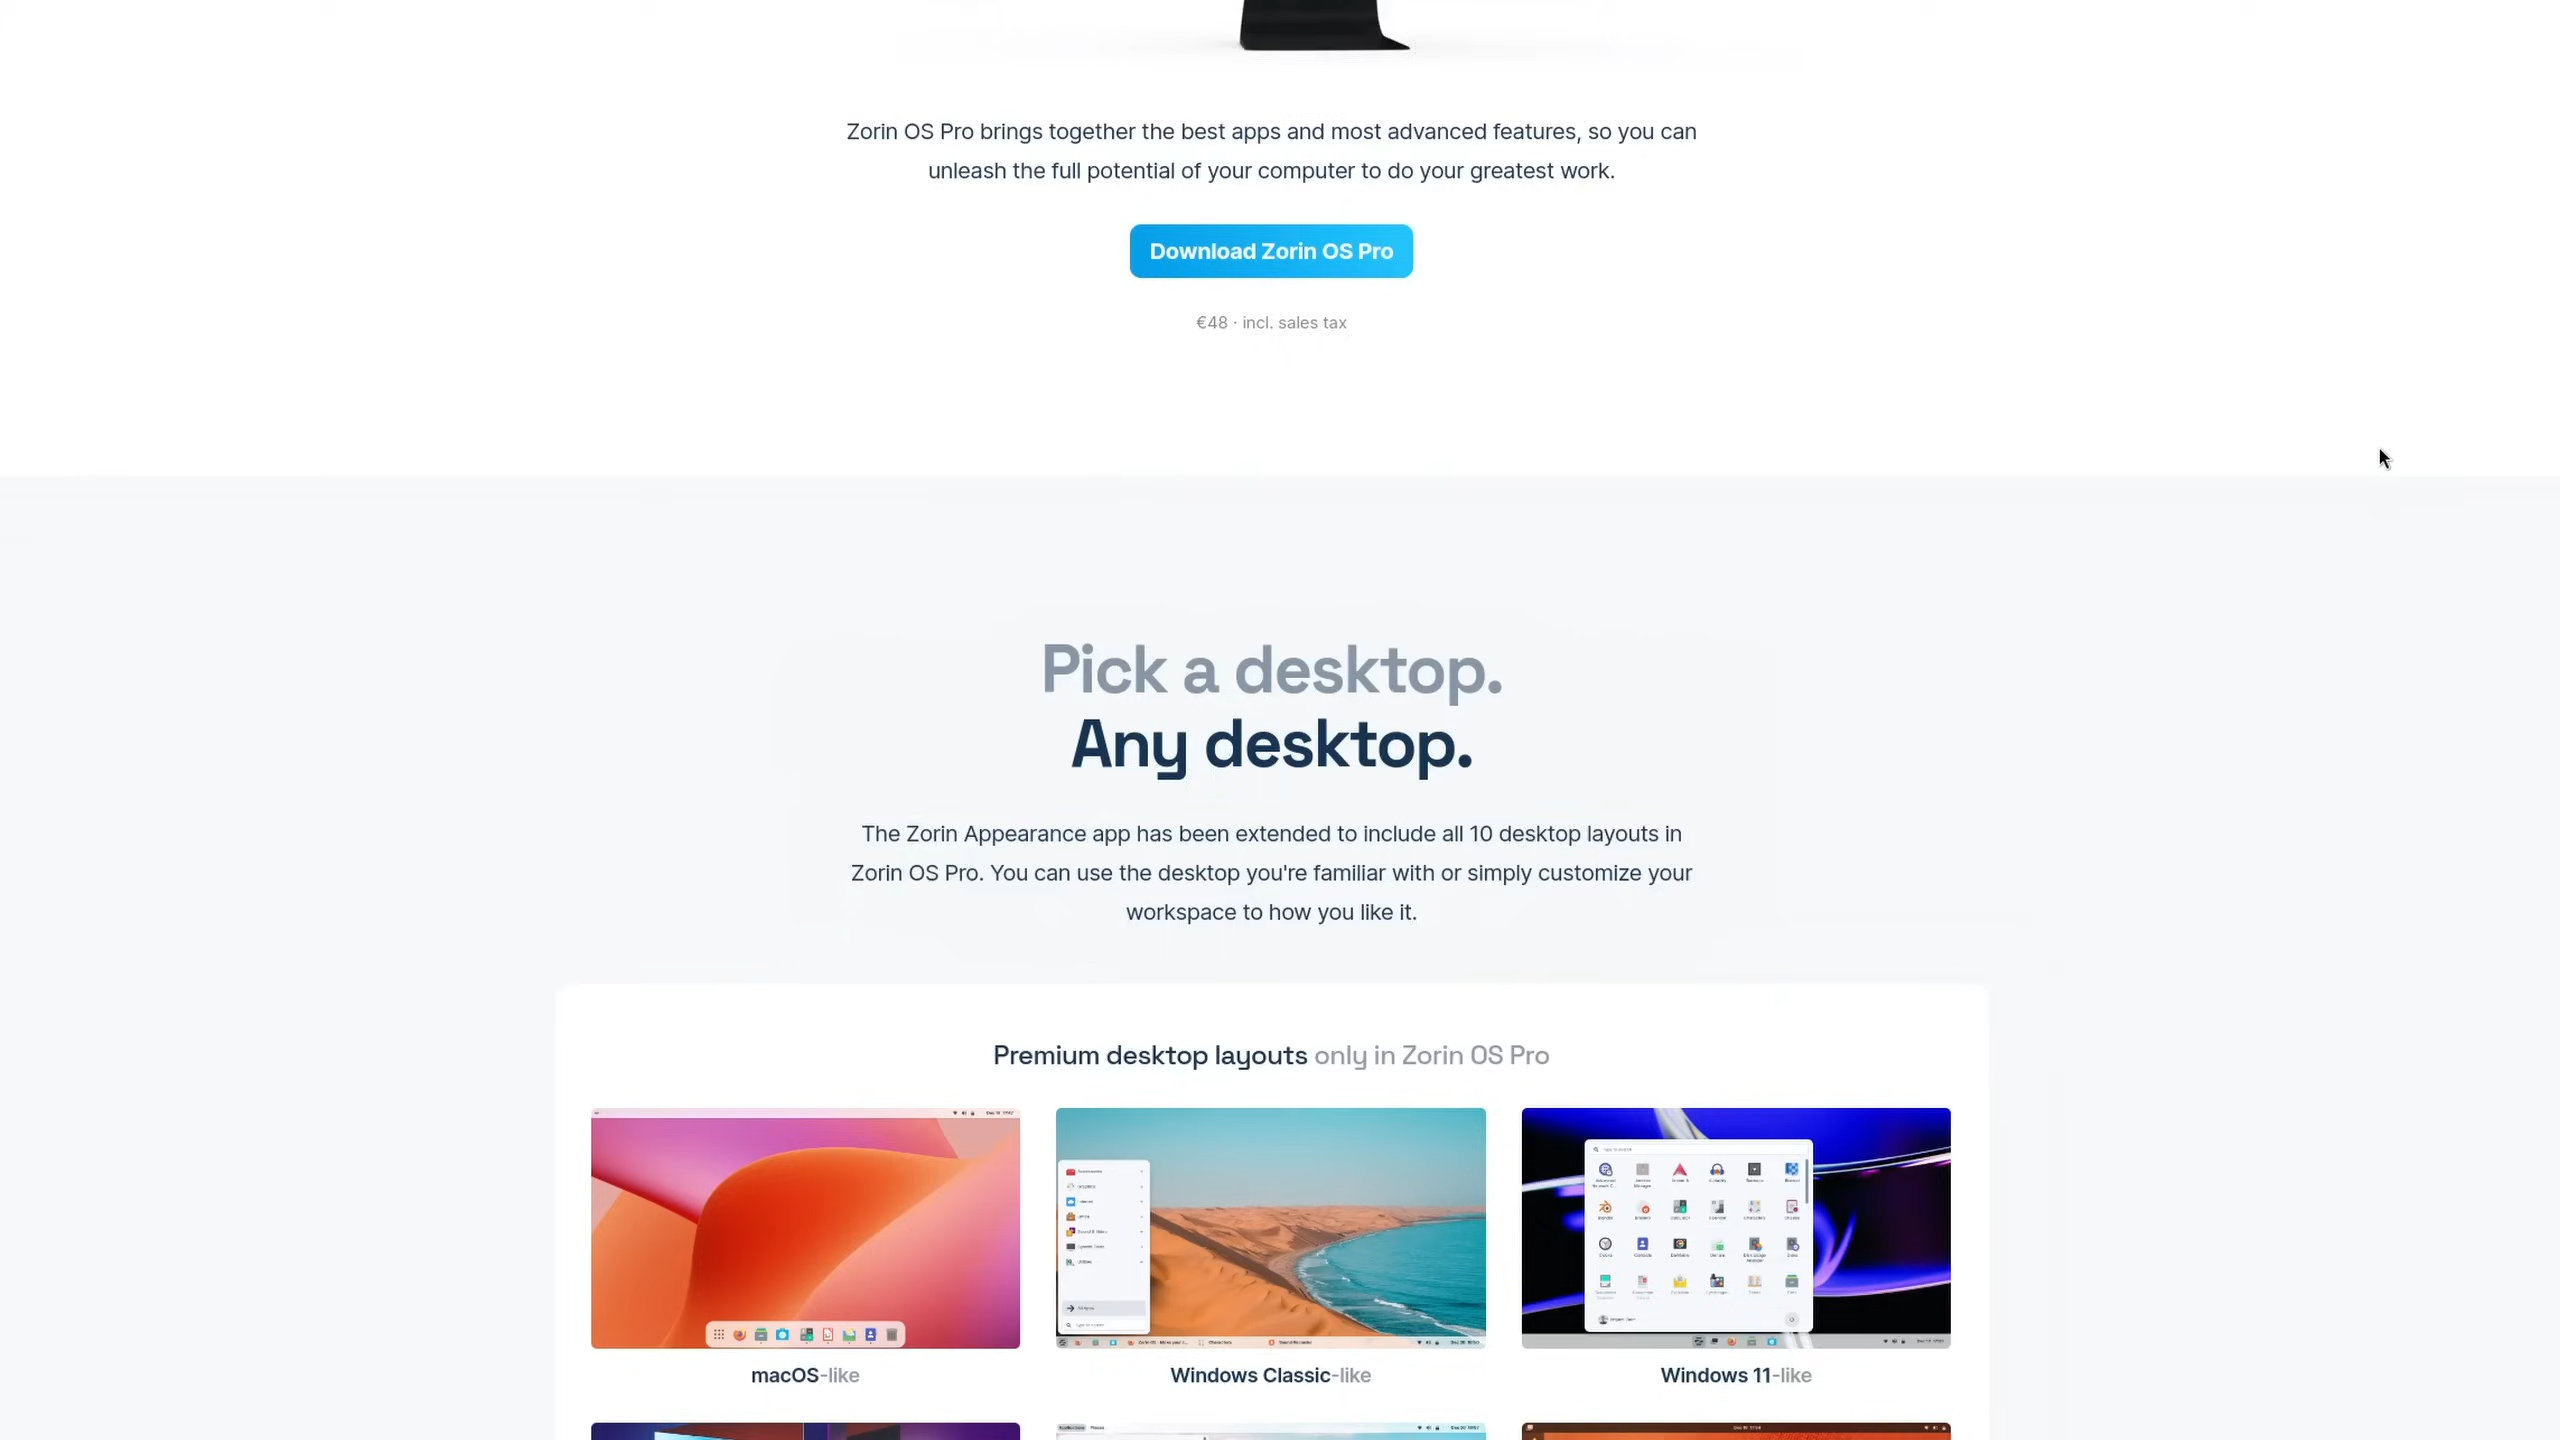 Zorin OS Pro brings together the best apps and most advanced features, so you can
unleash the full potential of your computer to do your greatest work.
Download Zorin OS Pro
€48 · incl. sales tax
Pick a desktop.
Any desktop.
The Zorin Appearance app has been extended to include all 10 desktop layouts in
Zorin OS Pro. You can use the desktop you're familiar with or simply customize your
workspace to how you like it.
Premium desktop layouts only in Zorin OS Pro
macOS-like
Windows Classic-like
Windows 11-like